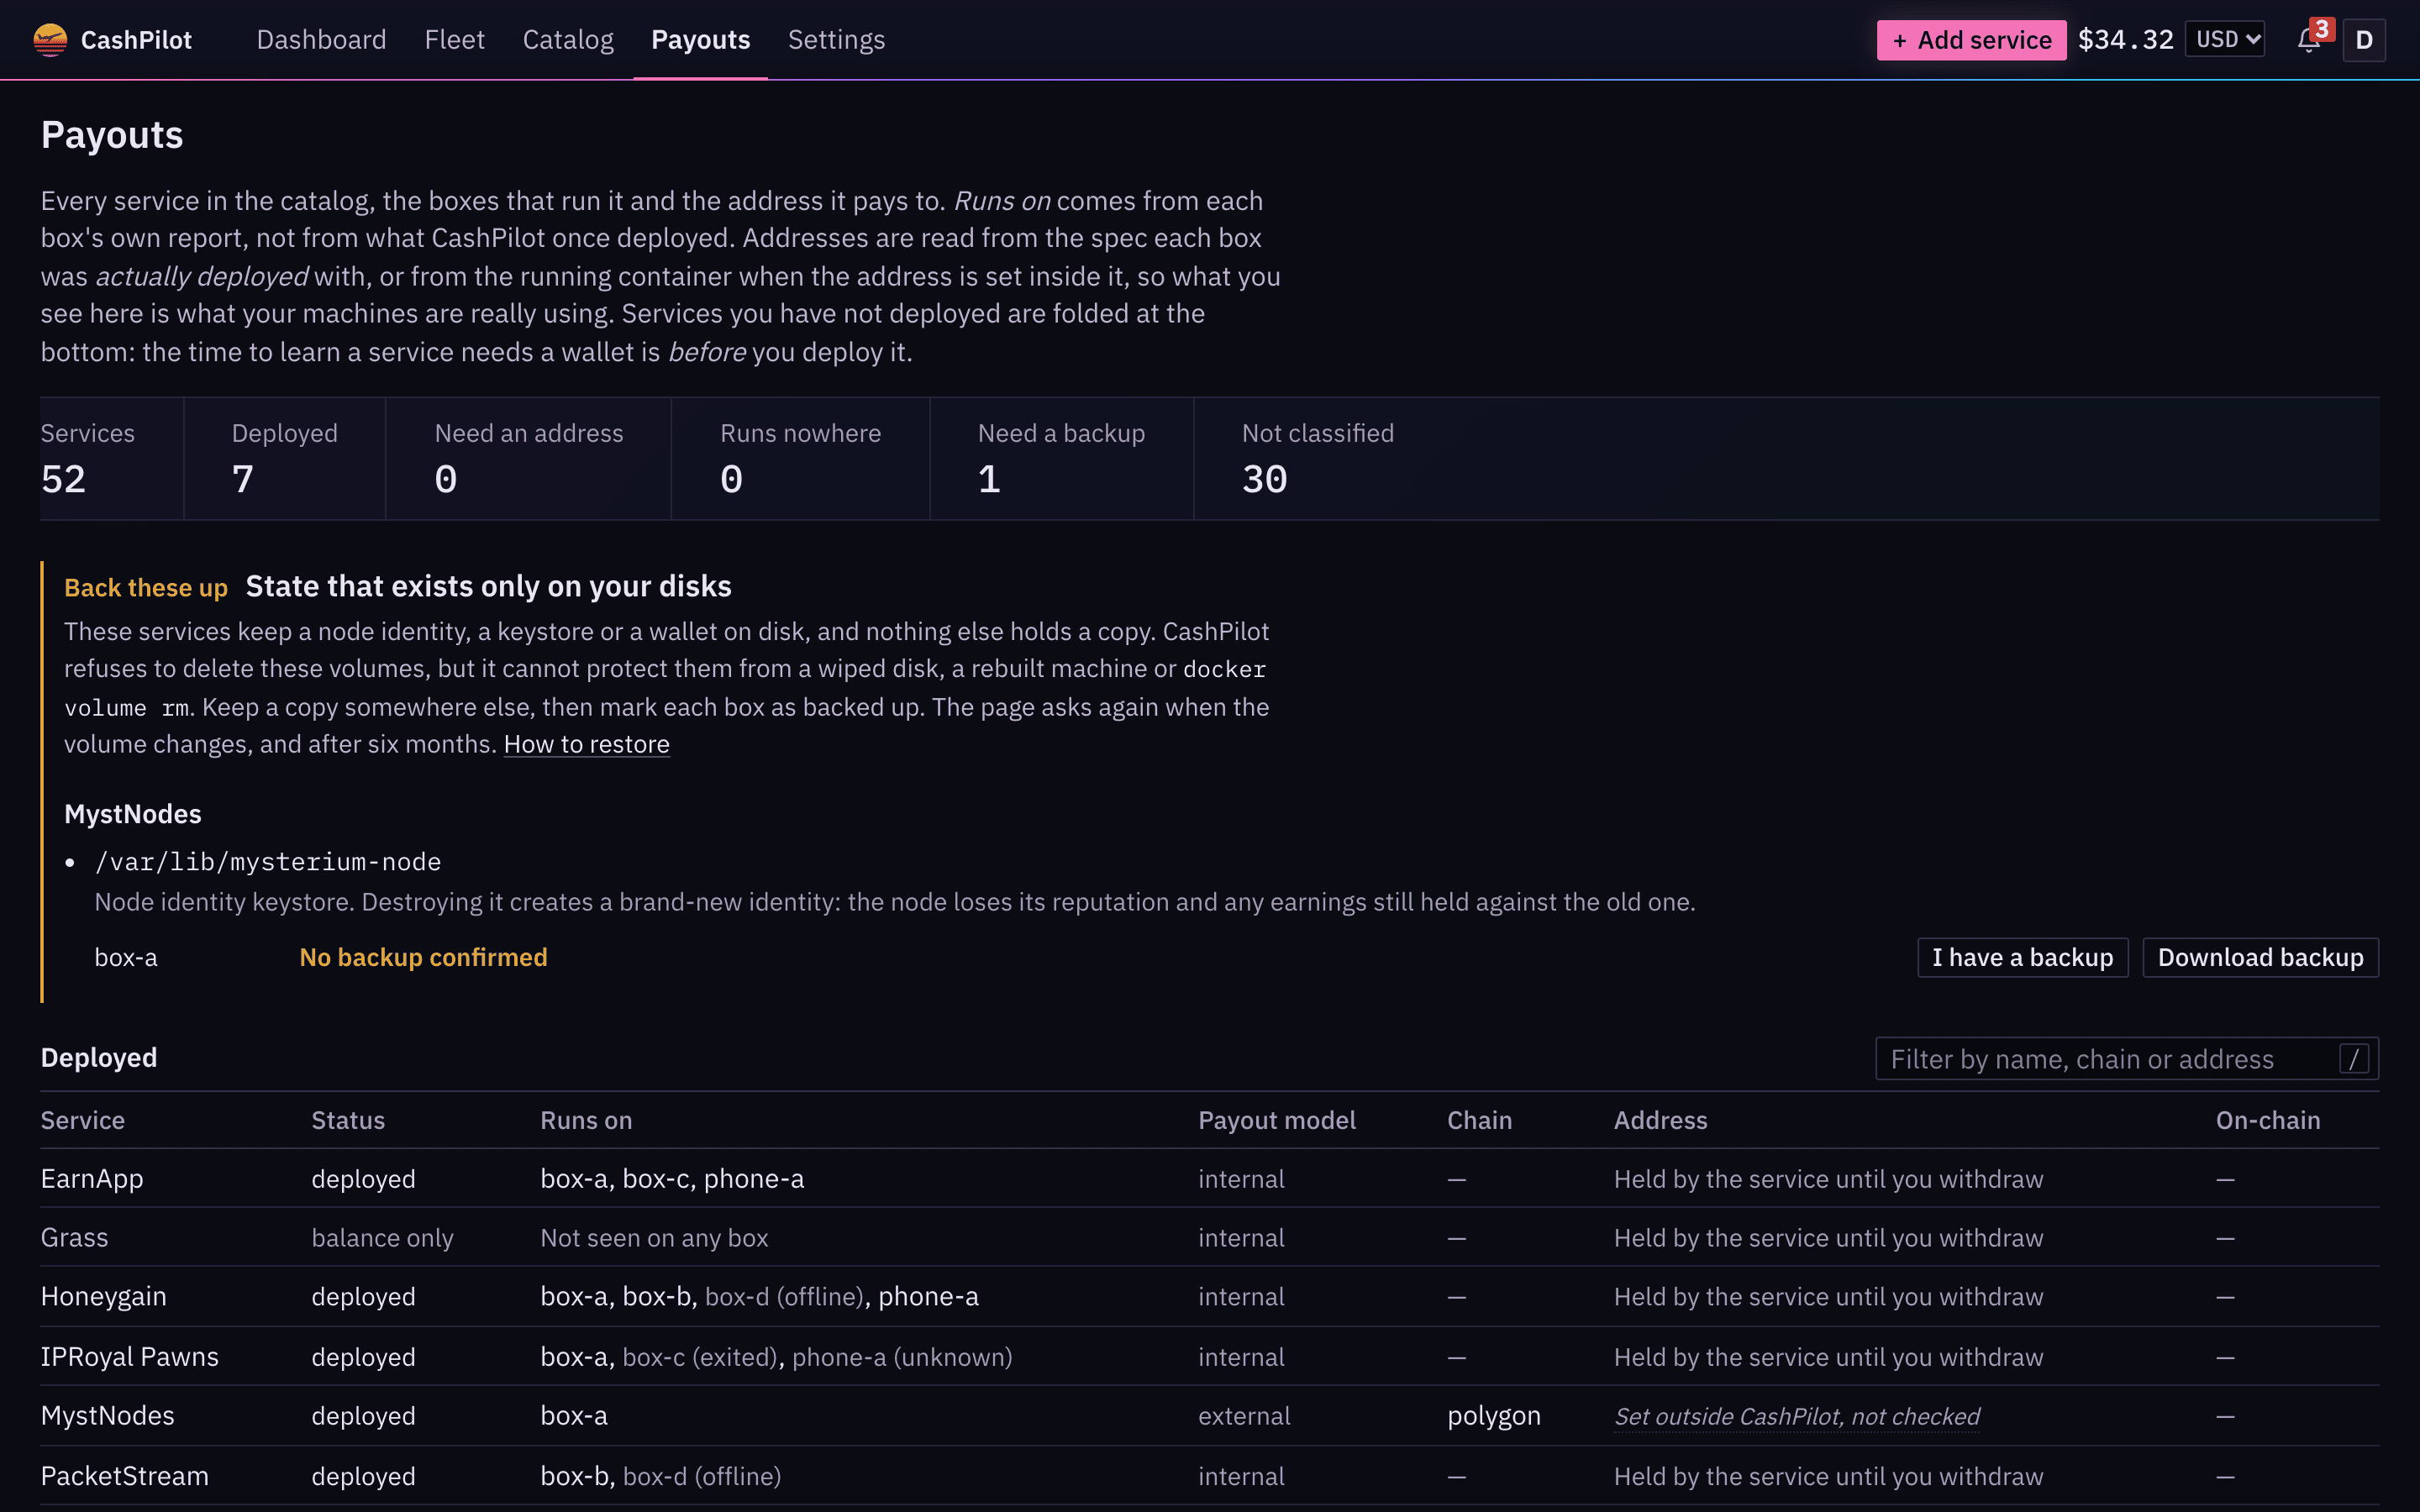 CashPilot Dashboard Fleet Catalog Payouts Settings + Add service $34.32 USD 3 D
Payouts
Every service in the catalog, the boxes that run it and the address it pays to. Runs on comes from each
box's own report, not from what CashPilot once deployed. Addresses are read from the spec each box
was actually deployed with, or from the running container when the address is set inside it, so what you
see here is what your machines are really using. Services you have not deployed are folded at the
bottom: the time to learn a service needs a wallet is before you deploy it.
Services Deployed Need an address Runs nowhere Need a backup Not classified
52 7 0 0 1 30
Back these up State that exists only on your disks
These services keep a node identity, a keystore or a wallet on disk, and nothing else holds a copy. CashPilot
refuses to delete these volumes, but it cannot protect them from a wiped disk, a rebuilt machine or docker
volume rm. Keep a copy somewhere else, then mark each box as backed up. The page asks again when the
volume changes, and after six months. How to restore
MystNodes
• /var/lib/mysterium-node
Node identity keystore. Destroying it creates a brand-new identity: the node loses its reputation and any earnings still held against the old one.
box-a No backup confirmed I have a backup Download backup
Deployed Filter by name, chain or address /
Service Status Runs on Payout model Chain Address On-chain
EarnApp deployed box-a, box-c, phone-a internal — Held by the service until you withdraw —
Grass balance only Not seen on any box internal — Held by the service until you withdraw —
Honeygain deployed box-a, box-b, box-d (offline), phone-a internal — Held by the service until you withdraw —
IPRoyal Pawns deployed box-a, box-c (exited), phone-a (unknown) internal — Held by the service until you withdraw —
MystNodes deployed box-a external polygon Set outside CashPilot, not checked —
PacketStream deployed box-b, box-d (offline) internal — Held by the service until you withdraw —